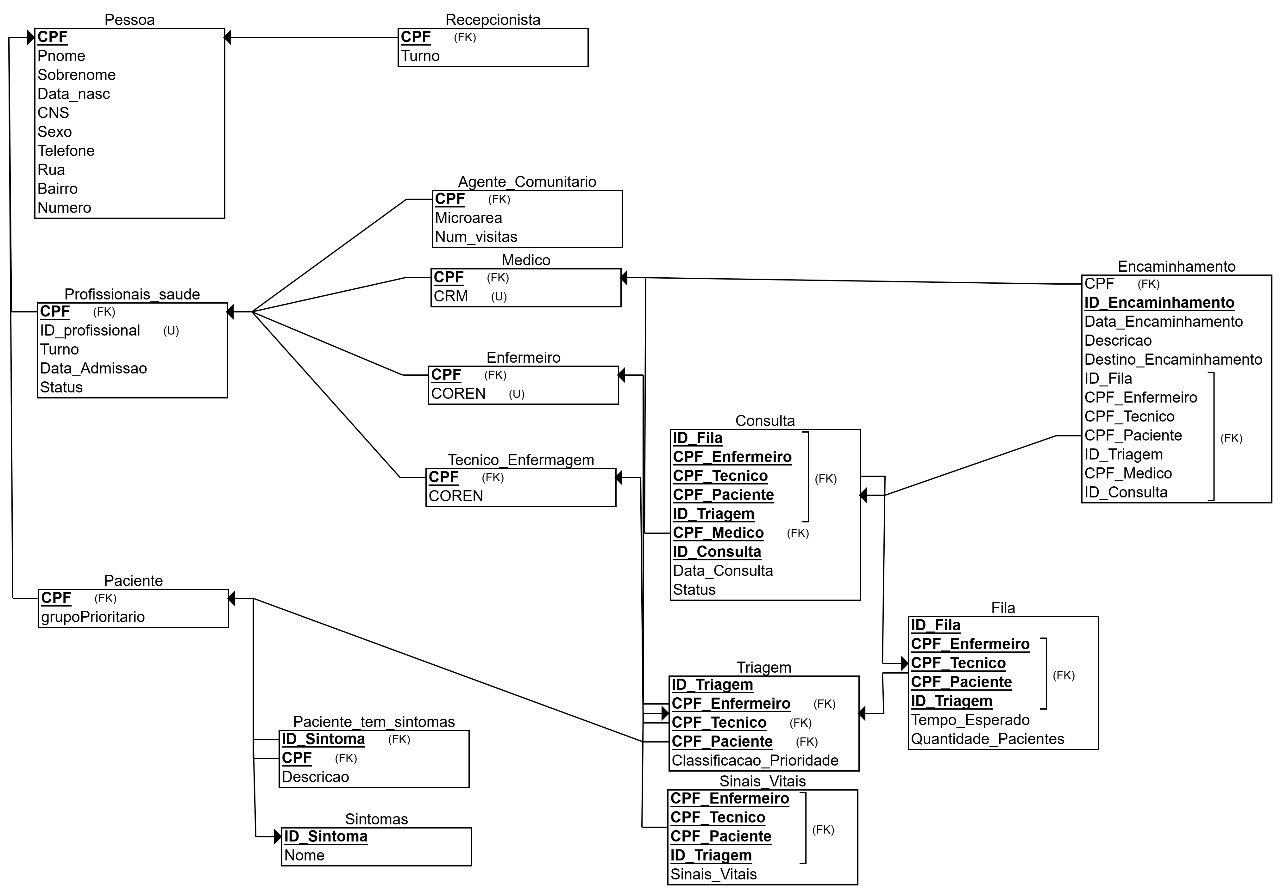 Pessoa
CPF
Pnome
Sobrenome
Data_nasc
CNS
Sexo
Telefone
Rua
Bairro
Numero
Recepcionista
CPF (FK)
Turno
Agente_Comunitario
CPF (FK)
Microarea
Num_visitas
Medico
CPF (FK)
CRM (U)
Encaminhamento
CPF (FK)
ID_Encaminhamento
Data_Encaminhamento
Descricao
Destino_Encaminhamento
ID_Fila
CPF_Enfermeiro
CPF_Tecnico
CPF_Paciente (FK)
ID_Triagem
CPF_Medico
ID_Consulta
Profissionais_saude
CPF (FK)
ID_profissional (U)
Turno
Data_Admissao
Status
Enfermeiro
CPF (FK)
COREN (U)
Tecnico_Enfermagem
CPF (FK)
COREN
Consulta
ID_Fila
CPF_Enfermeiro
CPF_Tecnico (FK)
CPF_Paciente
ID_Triagem
CPF_Medico (FK)
ID_Consulta
Data_Consulta
Status
Paciente
CPF (FK)
grupoPrioritario
Fila
ID_Fila
CPF_Enfermeiro
CPF_Tecnico
CPF_Paciente (FK)
ID_Triagem
Tempo_Esperado
Quantidade_Pacientes
Triagem
ID_Triagem
CPF_Enfermeiro (FK)
CPF_Tecnico (FK)
CPF_Paciente (FK)
Classificacao_Prioridade
Paciente_tem_sintomas
ID_Sintoma (FK)
CPF (FK)
Descricao
Sintomas
ID_Sintoma
Nome
Sinais_Vitais
CPF_Enfermeiro
CPF_Tecnico
CPF_Paciente (FK)
ID_Triagem
Sinais_Vitais